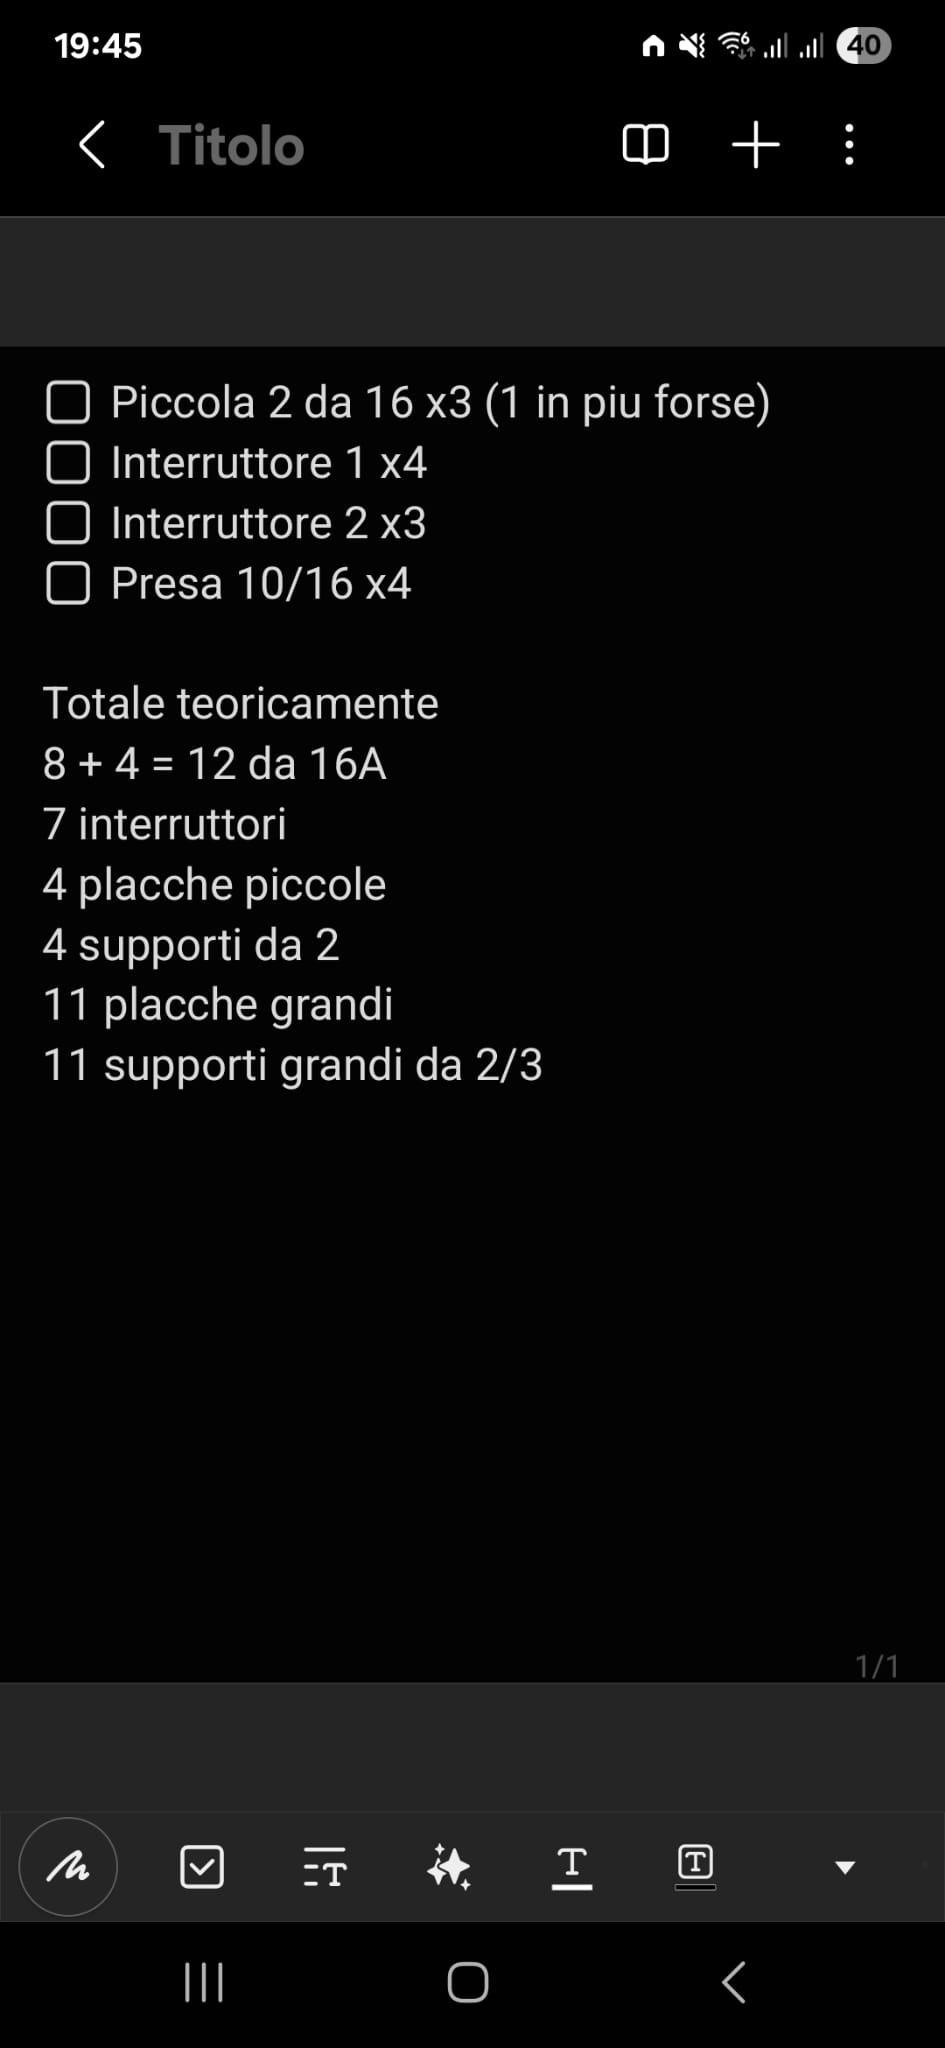 19:45
6
40
Titolo
Piccola 2 da 16 x3 (1 in piu forse)
Interruttore 1 x4
Interruttore 2 x3
Presa 10/16 x4
Totale teoricamente
8 + 4 = 12 da 16A
7 interruttori
4 placche piccole
4 supporti da 2
11 placche grandi
11 supporti grandi da 2/3
1/1